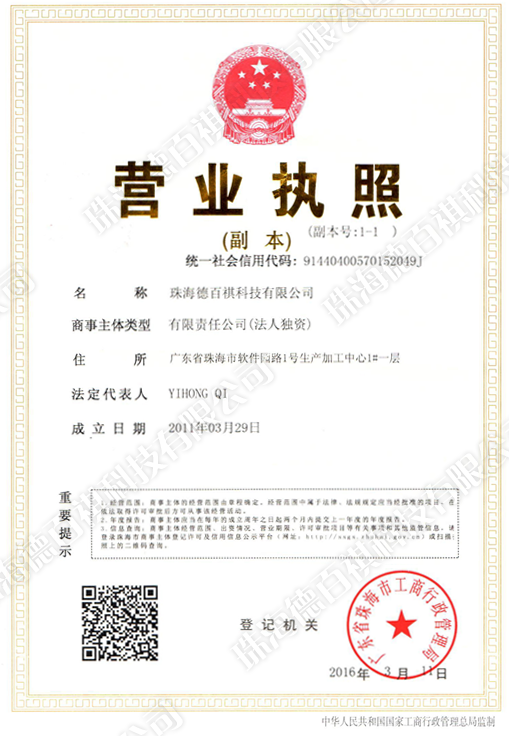 营业执照
(副 本)
(副本号:1-1 )
统一社会信用代码: 91440400570152049J
名 称 珠海德百祺科技有限公司
商事主体类型 有限责任公司(法人独资)
住 所 广东省珠海市软件园路1号生产加工中心1#一层
法定代表人 YIHONG QI
成立日期 2011年03月29日
重要提示
1.经营范围:商事主体的经营范围由章程确定。经营范围中属于法律、法规规定应当经批准的项目,在
依法取得许可审批后方可从事该经营活动。
2.年度报告:商事主体应当在每年的成立周年之日起两个月内提交上一年度的年度报告。
3.信息查询:商事主体经营范围、出资情况、营业期限、许可审批项目等有关事项和其他监管信息,请
登录珠海市商事主体登记许可及信用信息公示平台(网址:http://ssgs.zhuhai.gov.cn)或扫描
照上的二维码查询。
登记机关
广东省珠海市工商行政管理局
2016年 3月 11日
中华人民共和国国家工商行政管理总局监制
珠海德百祺科技有限公司